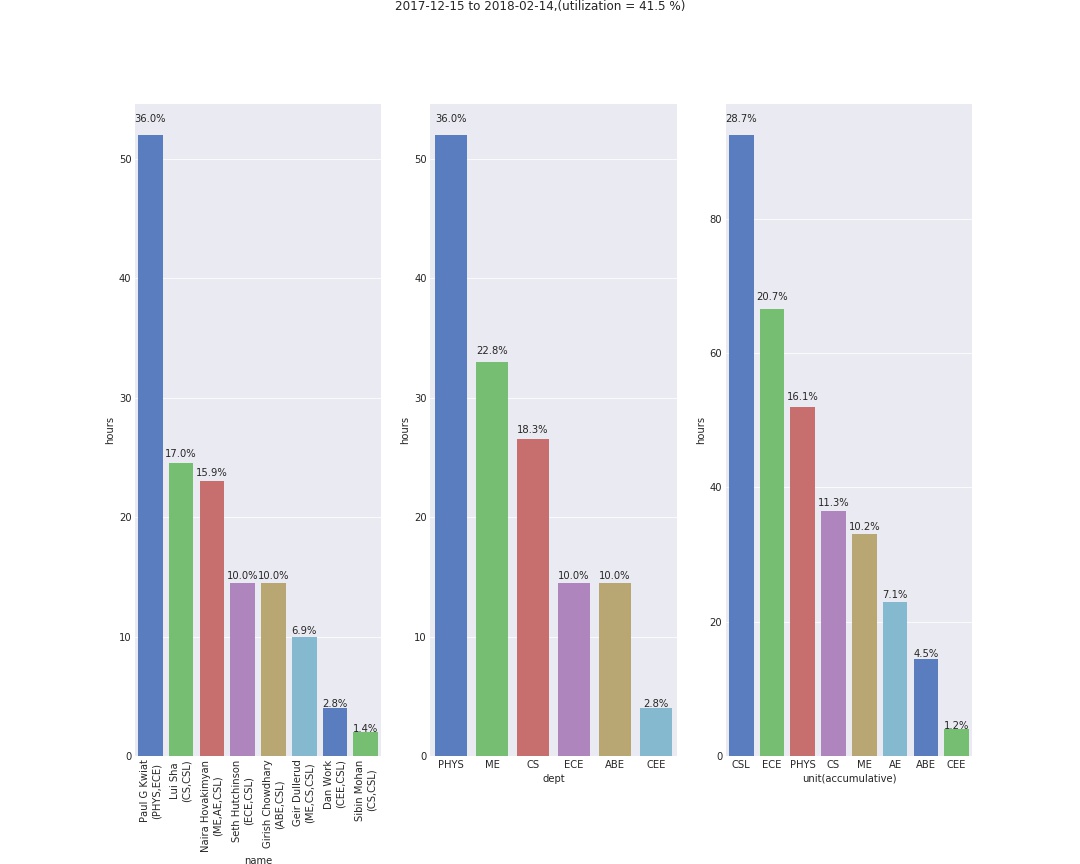 2017-12-15 to 2018-02-14,(utilization = 41.5 %)
36.0%
17.0%
15.9%
10.0%
10.0%
6.9%
2.8%
1.4%
50
40
30
20
10
0
hours
Paul G Kwiat
(PHYS,ECE)
Lui Sha
(CS,CSL)
Naira Hovakimyan
(ME,AE,CSL)
Seth Hutchinson
(ECE,CSL)
Girish Chowdhary
(ABE,CSL)
Geir Dullerud
(ME,CS,CSL)
Dan Work
(CEE,CSL)
Sibin Mohan
(CS,CSL)
name
36.0%
22.8%
18.3%
10.0%
10.0%
2.8%
50
40
30
20
10
0
hours
PHYS ME CS ECE ABE CEE
dept
28.7%
20.7%
16.1%
11.3%
10.2%
7.1%
4.5%
1.2%
80
60
40
20
0
hours
CSL ECE PHYS CS ME AE ABE CEE
unit(accumulative)